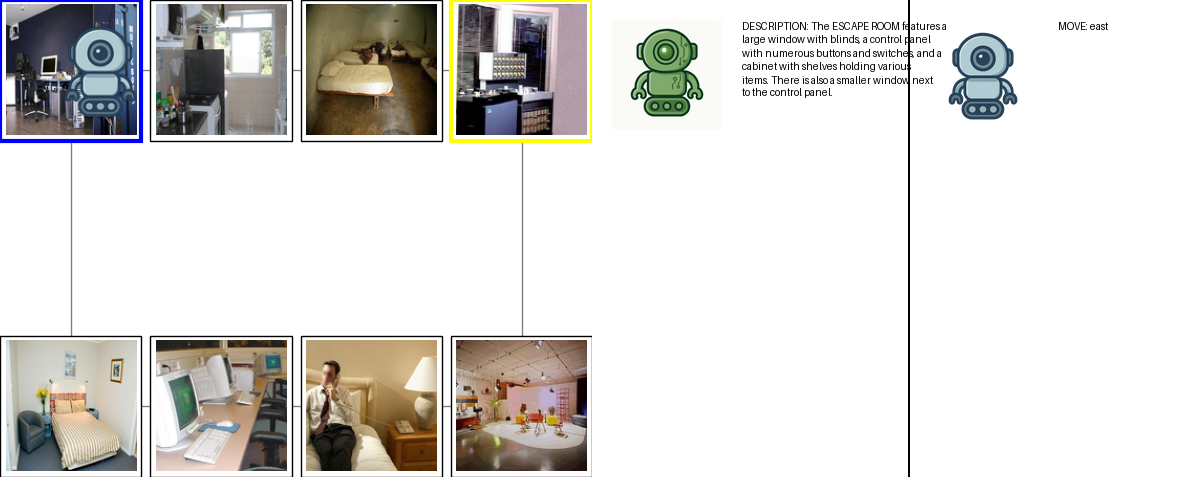 DESCRIPTION: The ESCAPE ROOM features a
large window with blinds, a control panel
with numerous buttons and switches, and a
cabinet with shelves holding various
items. There is also a smaller window next
to the control panel.
MOVE: east